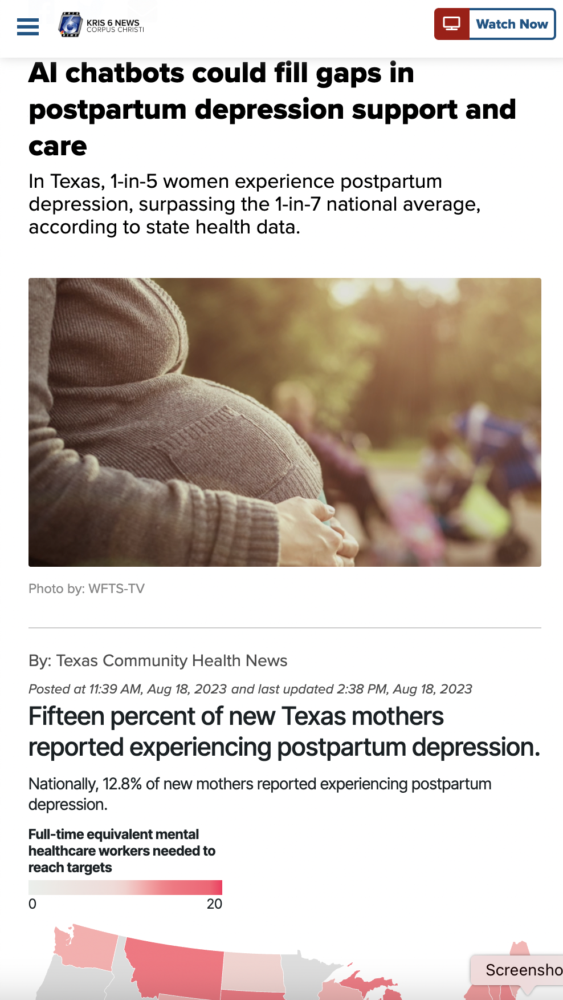 KRIS 6 NEWS
CORPUS CHRISTI
Watch Now
AI chatbots could fill gaps in
postpartum depression support and
care
In Texas, 1-in-5 women experience postpartum
depression, surpassing the 1-in-7 national average,
according to state health data.
Photo by: WFTS-TV
By: Texas Community Health News
Posted at 11:39 AM, Aug 18, 2023 and last updated 2:38 PM, Aug 18, 2023
Fifteen percent of new Texas mothers
reported experiencing postpartum depression.
Nationally, 12.8% of new mothers reported experiencing postpartum
depression.
Full-time equivalent mental
healthcare workers needed to
reach targets
0 20
Screensho